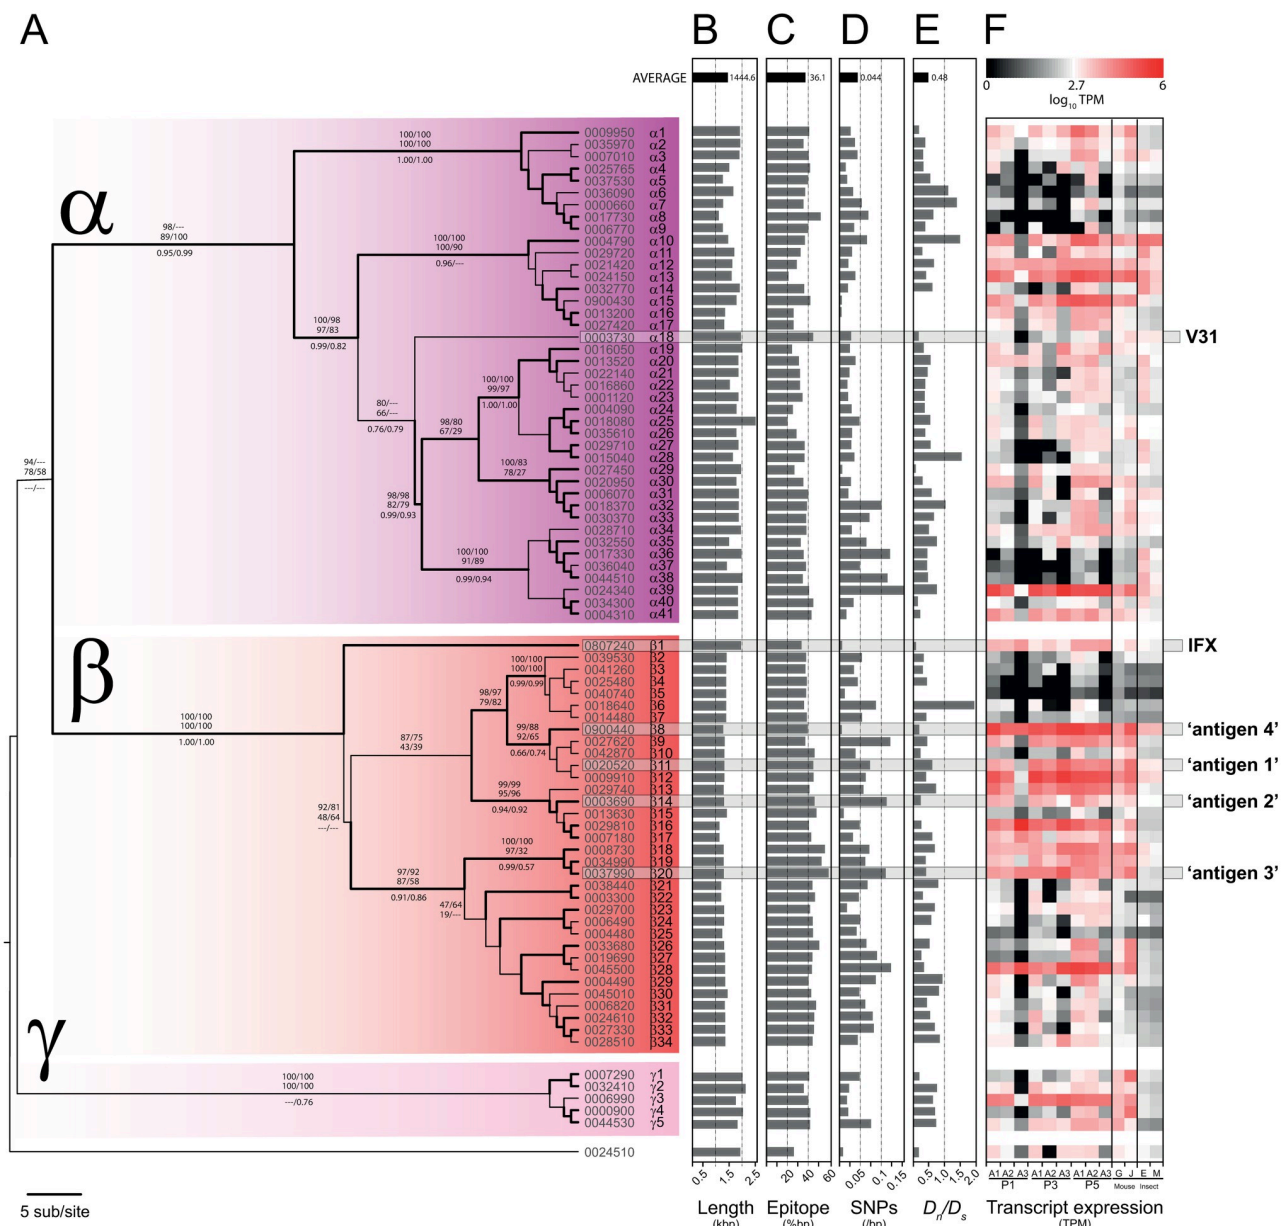 A B C D E F
AVERAGE 1444.6 36.1 0.044 0.48
0 2.7 6
log10 TPM
α
98/---
89/100
0.95/0.99
100/100
100/100
1.00/1.00
100/98
97/83
0.99/0.82
100/100
100/90
0.96/---
80/---
66/---
0.76/0.79
98/98
82/79
0.99/0.93
98/80
67/29
100/100
99/97
1.00/1.00
100/83
78/27
100/100
91/89
0.99/0.94
94/---
78/58
---/---
0009950 α1
0035970 α2
0007010 α3
0025765 α4
0037530 α5
0036090 α6
0000660 α7
0017730 α8
0006770 α9
0004790 α10
0029720 α11
0021420 α12
0024150 α13
0032770 α14
0900430 α15
0013200 α16
0027420 α17
0003730 α18 V31
0016050 α19
0013520 α20
0022140 α21
0016860 α22
0001120 α23
0004090 α24
0018080 α25
0035610 α26
0029710 α27
0015040 α28
0027450 α29
0020950 α30
0006070 α31
0018370 α32
0030370 α33
0028710 α34
0032550 α35
0017330 α36
0036040 α37
0044510 α38
0024340 α39
0034300 α40
0004310 α41
β
100/100
100/100
1.00/1.00
92/81
48/64
---/---
87/75
43/39
98/97
79/82
100/100
100/100
0.99/0.99
99/88
92/65
0.66/0.74
99/99
95/96
0.94/0.92
97/92
87/58
0.91/0.86
100/100
97/32
0.99/0.57
47/64
19/---
0807240 β1 IFX
0039530 β2
0041260 β3
0025480 β4
0040740 β5
0018640 β6
0014480 β7
0900440 β8 'antigen 4'
0027620 β9
0042870 β10
0020520 β11 'antigen 1'
0009910 β12
0029740 β13
0003690 β14 'antigen 2'
0013630 β15
0029810 β16
0007180 β17
0008730 β18
0034990 β19
0037990 β20 'antigen 3'
0038440 β21
0003300 β22
0029700 β23
0006490 β24
0004480 β25
0033680 β26
0019690 β27
0045500 β28
0004490 β29
0045010 β30
0006820 β31
0024610 β32
0027330 β33
0028510 β34
γ
100/100
100/100
---/0.76
0007290 γ1
0032410 γ2
0006990 γ3
0000900 γ4
0044530 γ5
0024510
0.5 1.5 2.5 20 40 60 0.05 0.1 0.15 0.5 1.0 1.5 2.0
A1 A2 A3 A1 A2 A3 A1 A2 A3 G J E M
P1 P3 P5 Mouse Insect
5 sub/site
Length Epitope SNPs Dn/Ds Transcript expression
(kbp) (%bp) (/bp) (TPM)